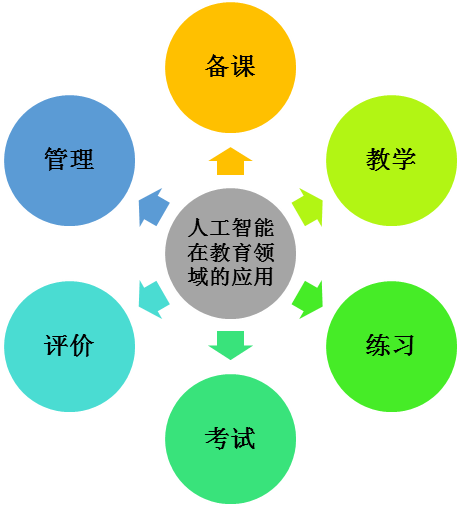 备课
管理
教学
人工智能
在教育领
域的应用
评价
练习
考试